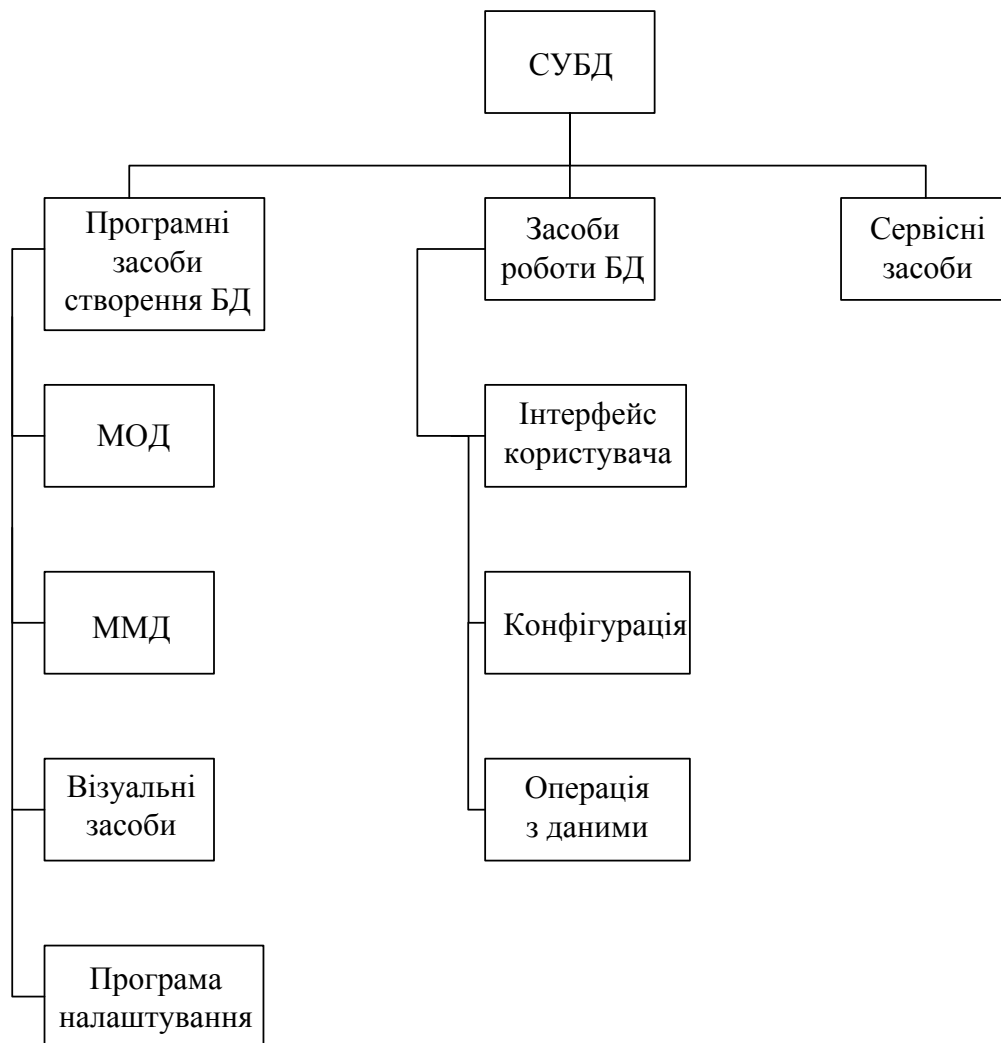 СУБД
Програмні
засоби
створення БД
Засоби
роботи БД
Сервісні
засоби
МОД
Інтерфейс
користувача
ММД
Конфігурація
Візуальні
засоби
Операція
з даними
Програма
налаштування